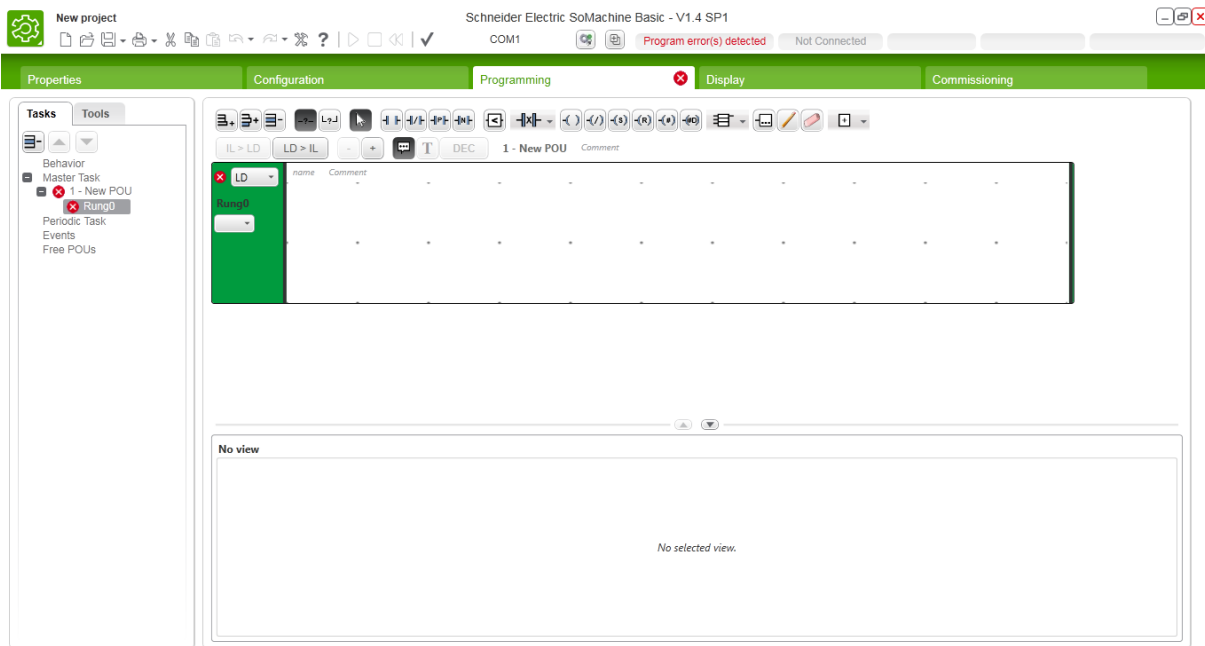 New project
Schneider Electric SoMachine Basic - V1.4 SP1
COM1
Program error(s) detected
Not Connected
Properties
Configuration
Programming
Display
Commissioning
Tasks
Tools
IL > LD
LD > IL
-
+
T
DEC
1 - New POU
Comment
Behavior
Master Task
1 - New POU
Rung0
Periodic Task
Events
Free POUs
LD
name
Comment
Rung0
No view
No selected view.